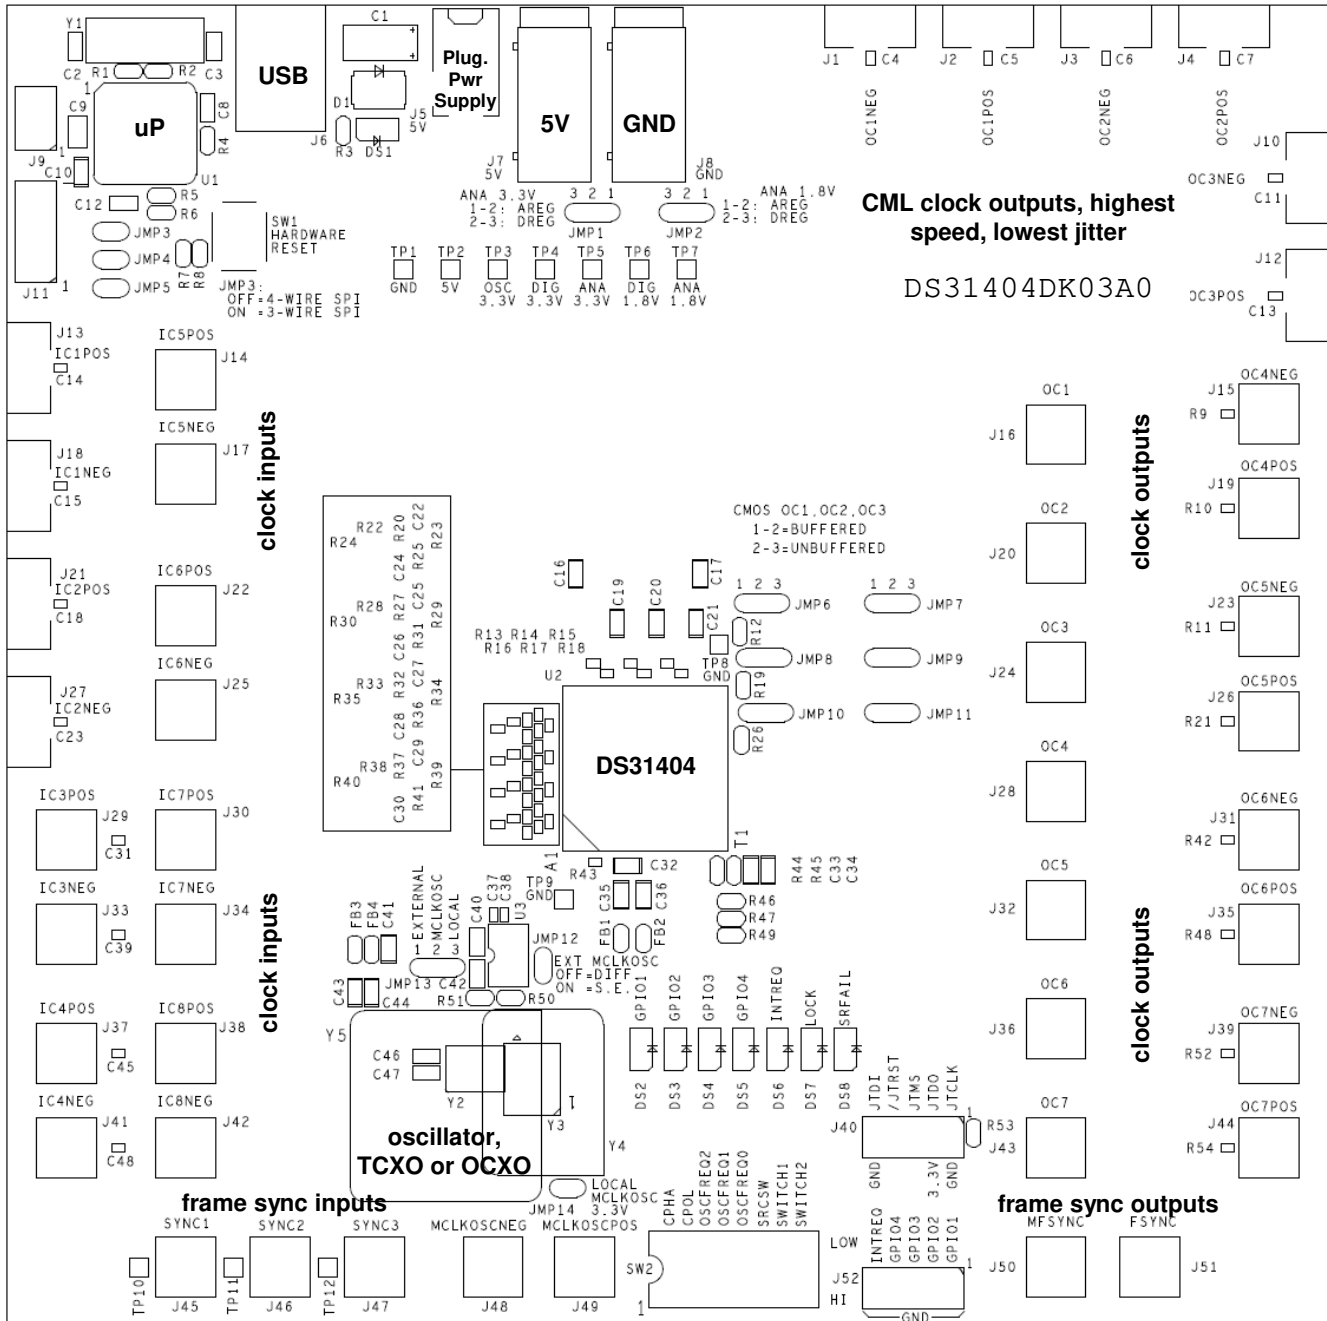 Y1
C2
R1
R2
C3
1
C9
uP
C8
R4
J9
1
C10
U1
C12
R5
R6
JMP3
JMP4
JMP5
R7
R8
J11
1
USB
J6
C1
D1
R3
DS1
J5
5V
Plug.
Pwr
Supply
5V
GND
J7
5V
J8
GND
ANA 3.3V
1-2: AREG
2-3: DREG
3 2 1
JMP1
3 2 1
JMP2
ANA 1.8V
1-2: AREG
2-3: DREG
SW1
HARDWARE
RESET
JMP3:
OFF=4-WIRE SPI
ON =3-WIRE SPI
TP1
GND
TP2
5V
TP3
OSC
3.3V
TP4
DIG
3.3V
TP5
ANA
3.3V
TP6
DIG
1.8V
TP7
ANA
1.8V
J1
C4
OC1NEG
J2
C5
OC1POS
J3
C6
OC2NEG
J4
C7
OC2POS
J10
OC3NEG
C11
J12
OC3POS
C13
CML clock outputs, highest
speed, lowest jitter
DS31404DK03A0
J13
IC1POS
C14
IC5POS
J14
J18
IC1NEG
C15
IC5NEG
J17
clock inputs
J21
IC2POS
C18
IC6POS
J22
J27
IC2NEG
C23
IC6NEG
J25
IC3POS
J29
C31
IC7POS
J30
IC3NEG
J33
C39
IC7NEG
J34
clock inputs
IC4POS
J37
C45
IC8POS
J38
IC4NEG
J41
C48
IC8NEG
J42
R24
R22
R20
C22
R23
C24
R25
R30
R28
R27
C25
R29
C26
R31
R35
R33
R32
C27
R34
C28
R36
R40
R38
R37
C29
R39
C30
R41
C16
C17
C19
C20
C21
R13 R14 R15
R16 R17 R18
U2
TP8
GND
DS31404
A1
T1
CMOS OC1,OC2,OC3
1-2=BUFFERED
2-3=UNBUFFERED
1 2 3
JMP6
1 2 3
JMP7
R12
JMP8
JMP9
R19
JMP10
JMP11
R26
OC1
J16
OC2
J20
OC3
J24
OC4
J28
OC5
J32
OC6
J36
OC7
J43
clock outputs
clock outputs
OC4NEG
J15
R9
OC4POS
J19
R10
OC5NEG
J23
R11
OC5POS
J26
R21
OC6NEG
J31
R42
OC6POS
J35
R48
OC7NEG
J39
R52
OC7POS
J44
R54
R43
C32
TP9
GND
C35
C36
FB1
FB2
R44
R45
C33
C34
R46
R47
R49
FB3
FB4
C41
EXTERNAL
MCLKOSC
LOCAL
1 2 3
JMP13
C40
C37
C38
U3
C42
JMP12
EXT MCLKOSC
OFF=DIFF
ON =S.E.
R51
R50
C43
C44
Y5
C46
C47
Y2
1
Y3
Y4
oscillator,
TCXO or OCXO
JMP14
LOCAL
MCLKOSC
3.3V
GPIO1
GPIO2
GPIO3
GPIO4
INTREQ
LOCK
SRFAIL
DS2
DS3
DS4
DS5
DS6
DS7
DS8
JTDI
/JTRST
JTMS
JTDO
JTCLK
J40
1
R53
GND
3.3V
GND
frame sync inputs
SYNC1
TP10
J45
SYNC2
TP11
J46
SYNC3
TP12
J47
MCLKOSCNEG
J48
MCLKOSCPOS
J49
CPHA
CPOL
OSCFREQ2
OSCFREQ1
OSCFREQ0
SRCSW
SWITCH1
SWITCH2
SW2
1
LOW
HI
INTREQ
GPIO4
GPIO3
GPIO2
GPIO1
J52
1
GND
frame sync outputs
MFSYNC
J50
FSYNC
J51